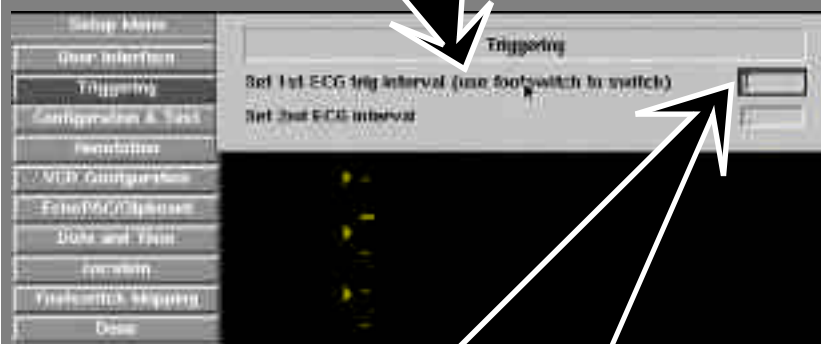 Setup Menu
User Interface
Triggering
Configuration & Test
Annotation
VCR Configuration
EchoPAC/Clipboard
Date and Time
Location
Footswitch Mapping
Done
Triggering
Set 1st ECG trig interval (use footswitch to switch)
Set 2nd ECG interval